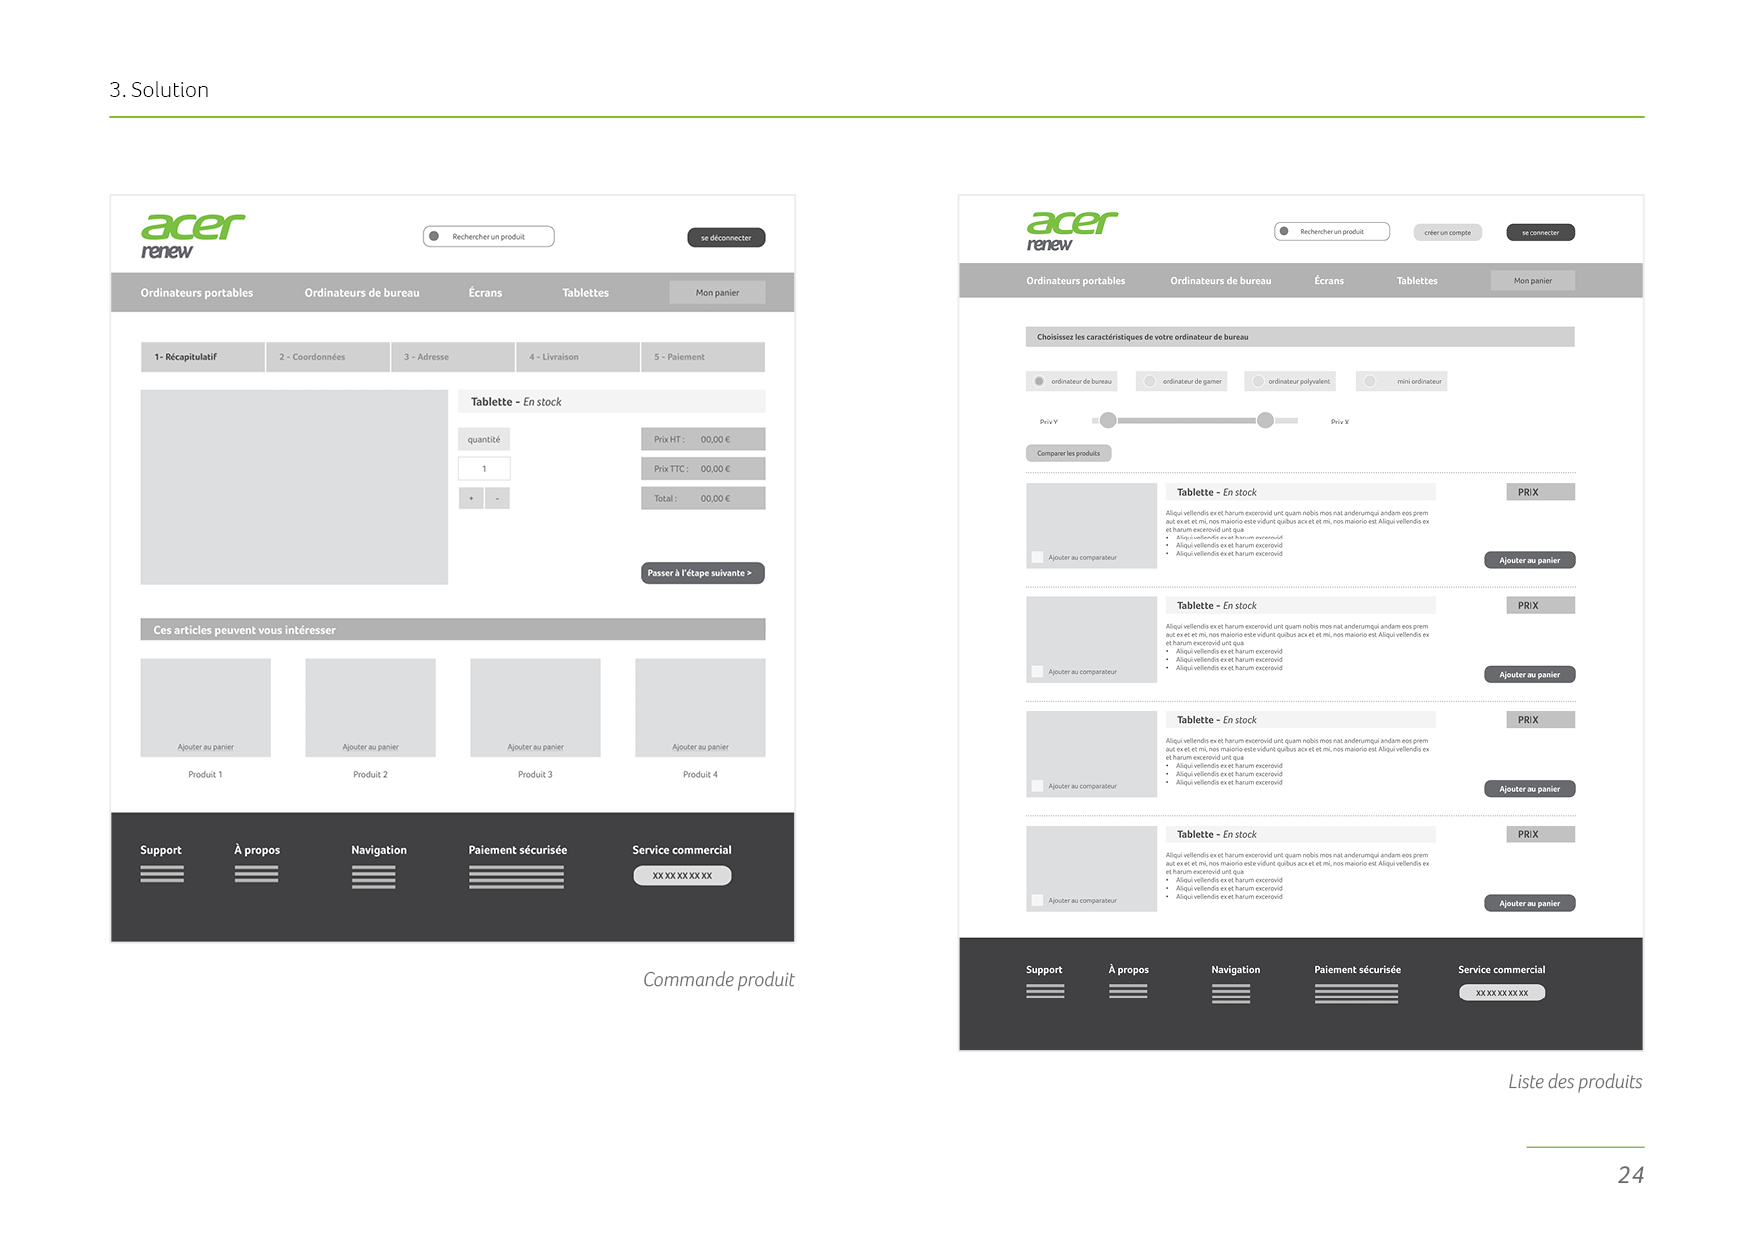 3. Solution
acer
renew
Rechercher un produit
se déconnecter
Ordinateurs portables
Ordinateurs de bureau
Écrans
Tablettes
Mon panier
1- Récapitulatif
2 - Coordonnées
3 - Adresse
4 - Livraison
5 - Paiement
Tablette - En stock
quantité
Prix HT : 00,00 €
1
Prix TTC : 00,00 €
+
-
Total : 00,00 €
Passer à l'étape suivante >
Ces articles peuvent vous intéresser
Ajouter au panier
Ajouter au panier
Ajouter au panier
Ajouter au panier
Produit 1
Produit 2
Produit 3
Produit 4
Support
À propos
Navigation
Paiement sécurisée
Service commercial
XX XX XX XX XX
Commande produit
acer
renew
Rechercher un produit
créer un compte
se connecter
Ordinateurs portables
Ordinateurs de bureau
Écrans
Tablettes
Mon panier
Choisissez les caractéristiques de votre ordinateur de bureau
ordinateur de bureau
ordinateur de gamer
ordinateur polyvalent
mini ordinateur
Prix Y
Prix X
Comparer les produits
Tablette - En stock
PRIX
Aliqui vellendis ex et harum excerovid unt quam nobis mos nat anderumqui andam eos prem
aut ex et et mi, nos maiorio este vidunt quibus acx et et mi, nos maiorio est Aliqui vellendis ex
et harum excerovid unt qua
• Aliqui vellendis ex et harum excerovid
• Aliqui vellendis ex et harum excerovid
• Aliqui vellendis ex et harum excerovid
Ajouter au comparateur
Ajouter au panier
Tablette - En stock
PRIX
Aliqui vellendis ex et harum excerovid unt quam nobis mos nat anderumqui andam eos prem
aut ex et et mi, nos maiorio este vidunt quibus acx et et mi, nos maiorio est Aliqui vellendis ex
et harum excerovid unt qua
• Aliqui vellendis ex et harum excerovid
• Aliqui vellendis ex et harum excerovid
• Aliqui vellendis ex et harum excerovid
Ajouter au comparateur
Ajouter au panier
Tablette - En stock
PRIX
Aliqui vellendis ex et harum excerovid unt quam nobis mos nat anderumqui andam eos prem
aut ex et et mi, nos maiorio este vidunt quibus acx et et mi, nos maiorio est Aliqui vellendis ex
et harum excerovid unt qua
• Aliqui vellendis ex et harum excerovid
• Aliqui vellendis ex et harum excerovid
• Aliqui vellendis ex et harum excerovid
Ajouter au comparateur
Ajouter au panier
Tablette - En stock
PRIX
Aliqui vellendis ex et harum excerovid unt quam nobis mos nat anderumqui andam eos prem
aut ex et et mi, nos maiorio este vidunt quibus acx et et mi, nos maiorio est Aliqui vellendis ex
et harum excerovid unt qua
• Aliqui vellendis ex et harum excerovid
• Aliqui vellendis ex et harum excerovid
• Aliqui vellendis ex et harum excerovid
Ajouter au comparateur
Ajouter au panier
Support
À propos
Navigation
Paiement sécurisée
Service commercial
XX XX XX XX XX
Liste des produits
24